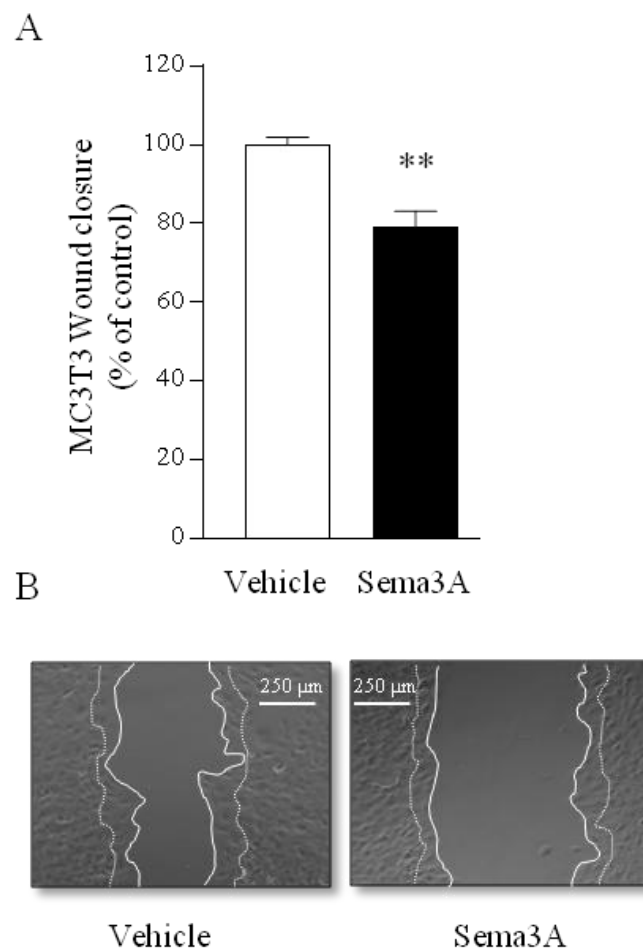 A
MC3T3 Wound closure
(% of control)
120
100
80
60
40
20
0
**
Vehicle Sema3A
B
250 µm
250 µm
Vehicle
Sema3A